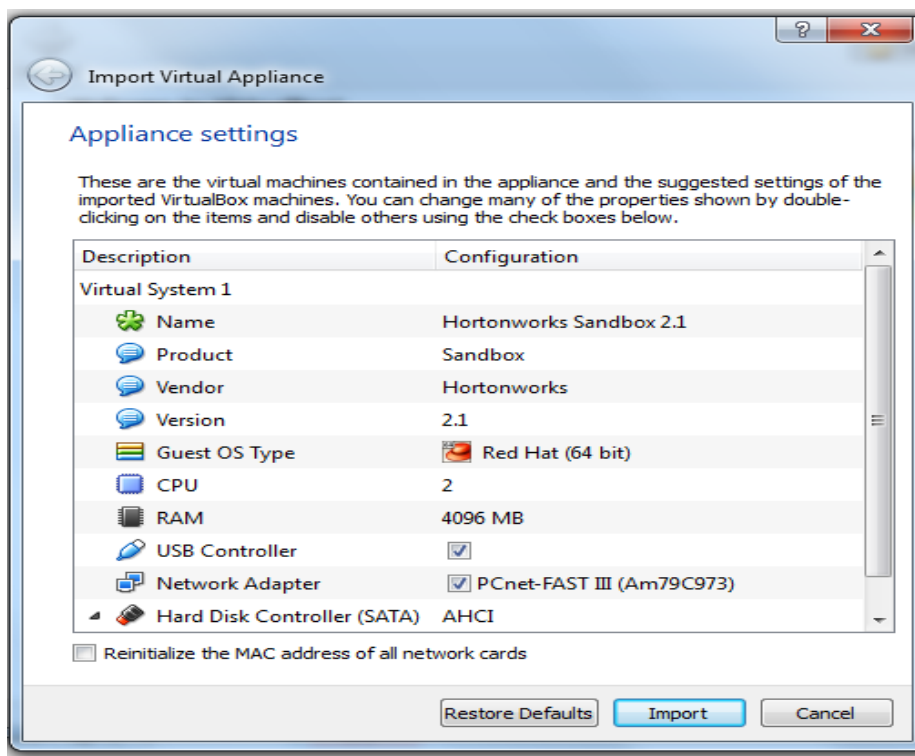 Import Virtual Appliance
Appliance settings
These are the virtual machines contained in the appliance and the suggested settings of the
imported VirtualBox machines. You can change many of the properties shown by double-
clicking on the items and disable others using the check boxes below.
Description Configuration
Virtual System 1
Name Hortonworks Sandbox 2.1
Product Sandbox
Vendor Hortonworks
Version 2.1
Guest OS Type Red Hat (64 bit)
CPU 2
RAM 4096 MB
USB Controller
Network Adapter PCnet-FAST III (Am79C973)
Hard Disk Controller (SATA) AHCI
Reinitialize the MAC address of all network cards
Restore Defaults Import Cancel